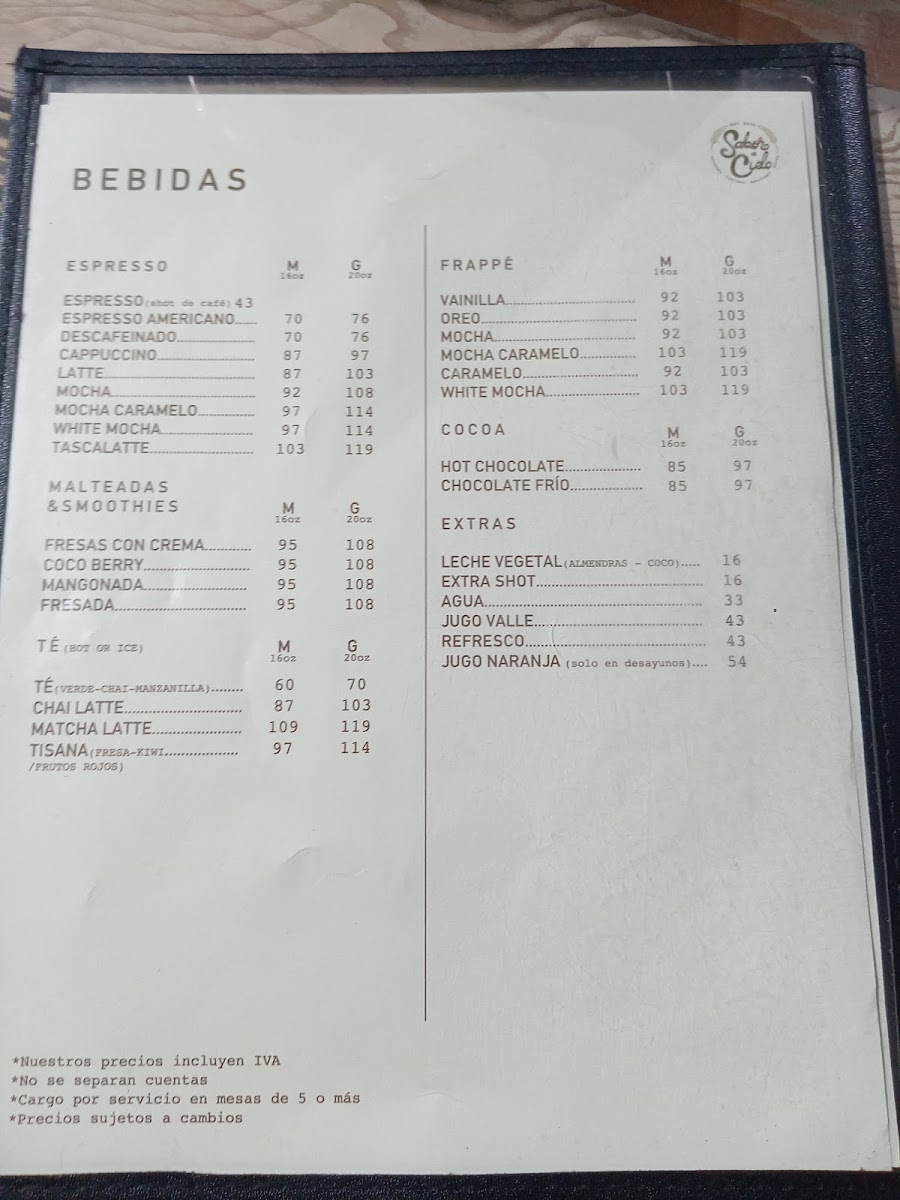 Sabor a Cielo
BEBIDAS
ESPRESSO M G
16oz 20oz
ESPRESSO(shot de café) 43
ESPRESSO AMERICANO...... 70 76
DESCAFEINADO...................... 70 76
CAPPUCCINO........................... 87 97
LATTE......................................... 87 103
MOCHA...................................... 92 108
MOCHA CARAMELO............... 97 114
WHITE MOCHA........................ 97 114
TASCALATTE............................ 103 119
MALTEADAS
&SMOOTHIES M G
16oz 20oz
FRESAS CON CREMA............ 95 108
COCO BERRY........................... 95 108
MANGONADA.......................... 95 108
FRESADA................................. 95 108
TÉ (HOT OR ICE) M G
16oz 20oz
TÉ(VERDE-CHAI-MANZANILLA)........ 60 70
CHAI LATTE............................. 87 103
MATCHA LATTE...................... 109 119
TISANA(FRESA-KIWI.................. 97 114
/FRUTOS ROJOS)
FRAPPÉ M G
16oz 20oz
VAINILLA................................ 92 103
OREO...................................... 92 103
MOCHA................................... 92 103
MOCHA CARAMELO.............. 103 119
CARAMELO............................ 92 103
WHITE MOCHA...................... 103 119
COCOA M G
16oz 20oz
HOT CHOCOLATE.................. 85 97
CHOCOLATE FRÍO................. 85 97
EXTRAS
LECHE VEGETAL(ALMENDRAS - COCO)..... 16
EXTRA SHOT......................................... 16
AGUA..................................................... 33
JUGO VALLE......................................... 43
REFRESCO............................................ 43
JUGO NARANJA (solo en desayunos).... 54
*Nuestros precios incluyen IVA
*No se separan cuentas
*Cargo por servicio en mesas de 5 o más
*Precios sujetos a cambios